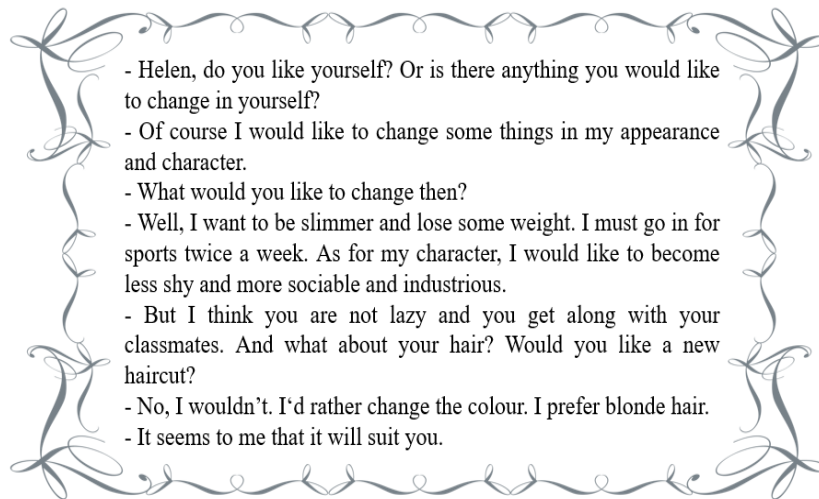 - Helen, do you like yourself? Or is there anything you would like
to change in yourself?
- Of course I would like to change some things in my appearance
and character.
- What would you like to change then?
- Well, I want to be slimmer and lose some weight. I must go in for
sports twice a week. As for my character, I would like to become
less shy and more sociable and industrious.
- But I think you are not lazy and you get along with your
classmates. And what about your hair? Would you like a new
haircut?
- No, I wouldn’t. I‘d rather change the colour. I prefer blonde hair.
- It seems to me that it will suit you.